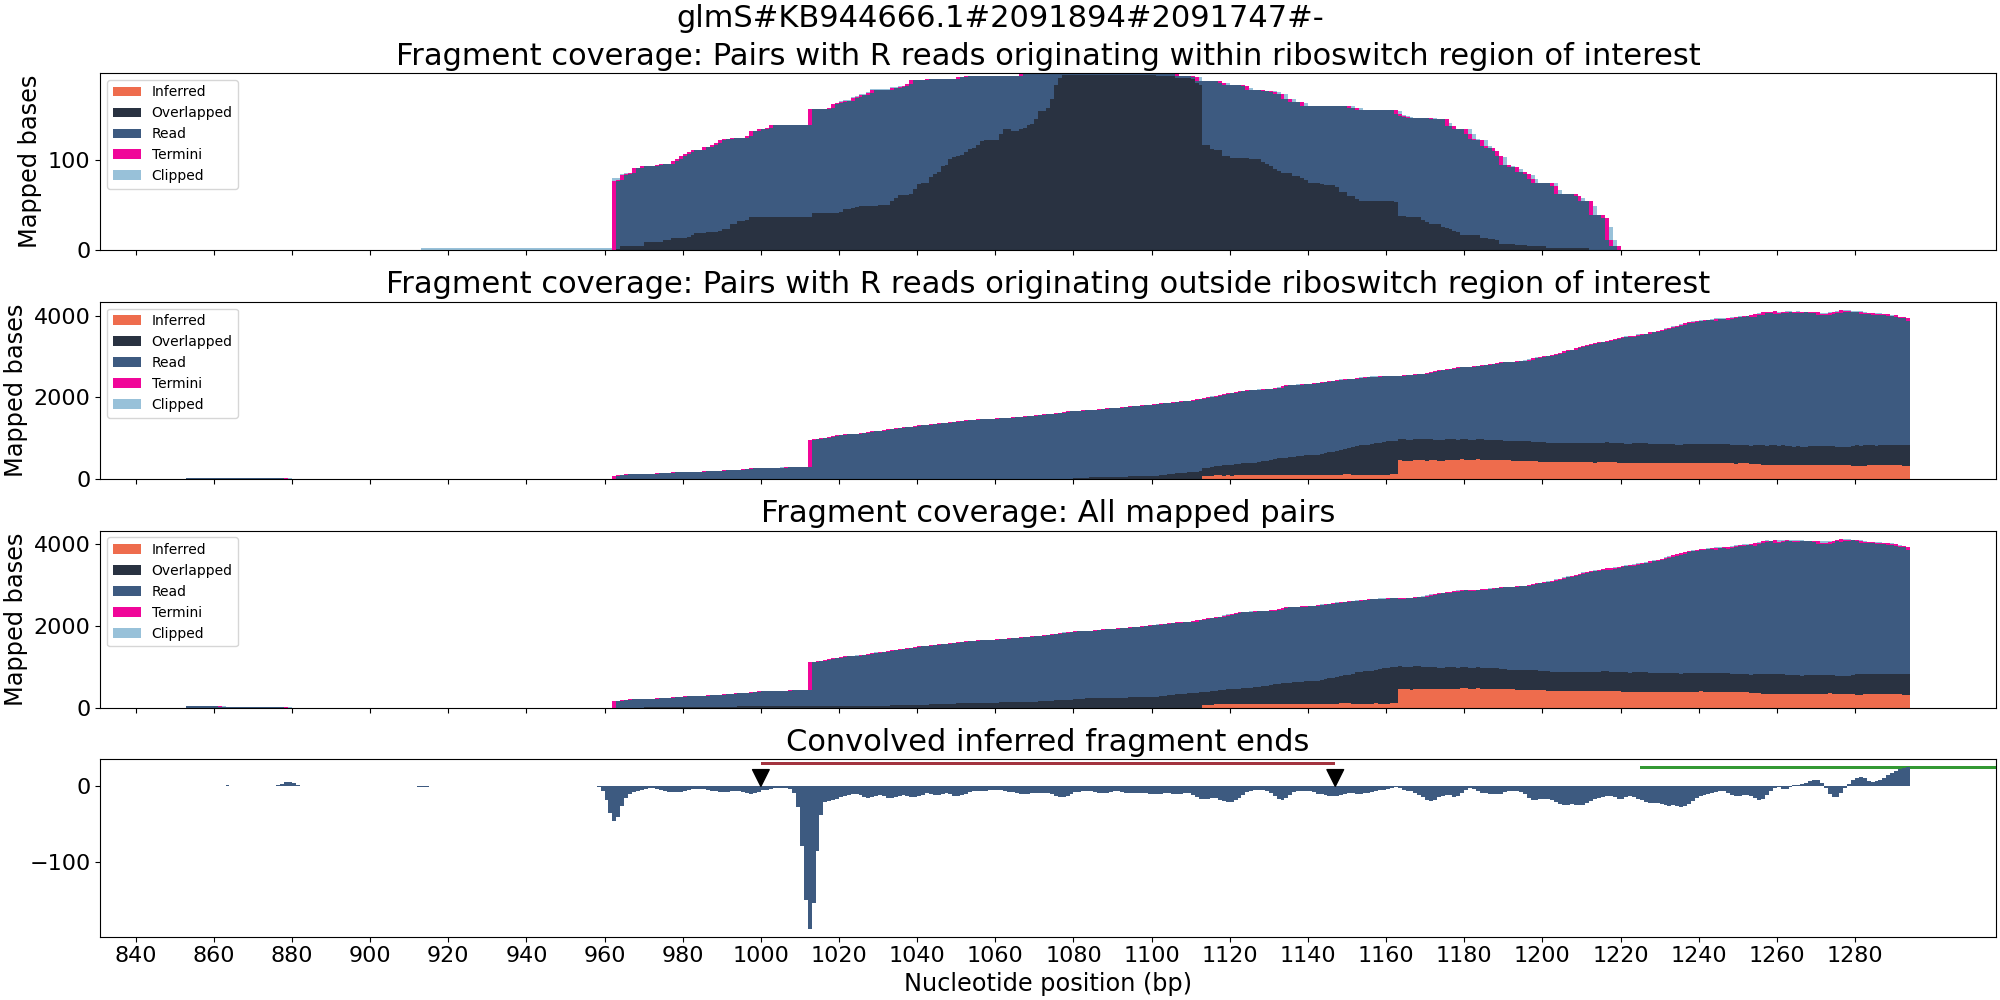 glmS#KB944666.1#2091894#2091747#-
Fragment coverage: Pairs with R reads originating within riboswitch region of interest
Mapped bases
100
0
Inferred
Overlapped
Read
Termini
Clipped
Fragment coverage: Pairs with R reads originating outside riboswitch region of interest
Mapped bases
4000
2000
0
Inferred
Overlapped
Read
Termini
Clipped
Fragment coverage: All mapped pairs
Mapped bases
4000
2000
0
Inferred
Overlapped
Read
Termini
Clipped
Convolved inferred fragment ends
0
−100
840 860 880 900 920 940 960 980 1000 1020 1040 1060 1080 1100 1120 1140 1160 1180 1200 1220 1240 1260 1280
Nucleotide position (bp)